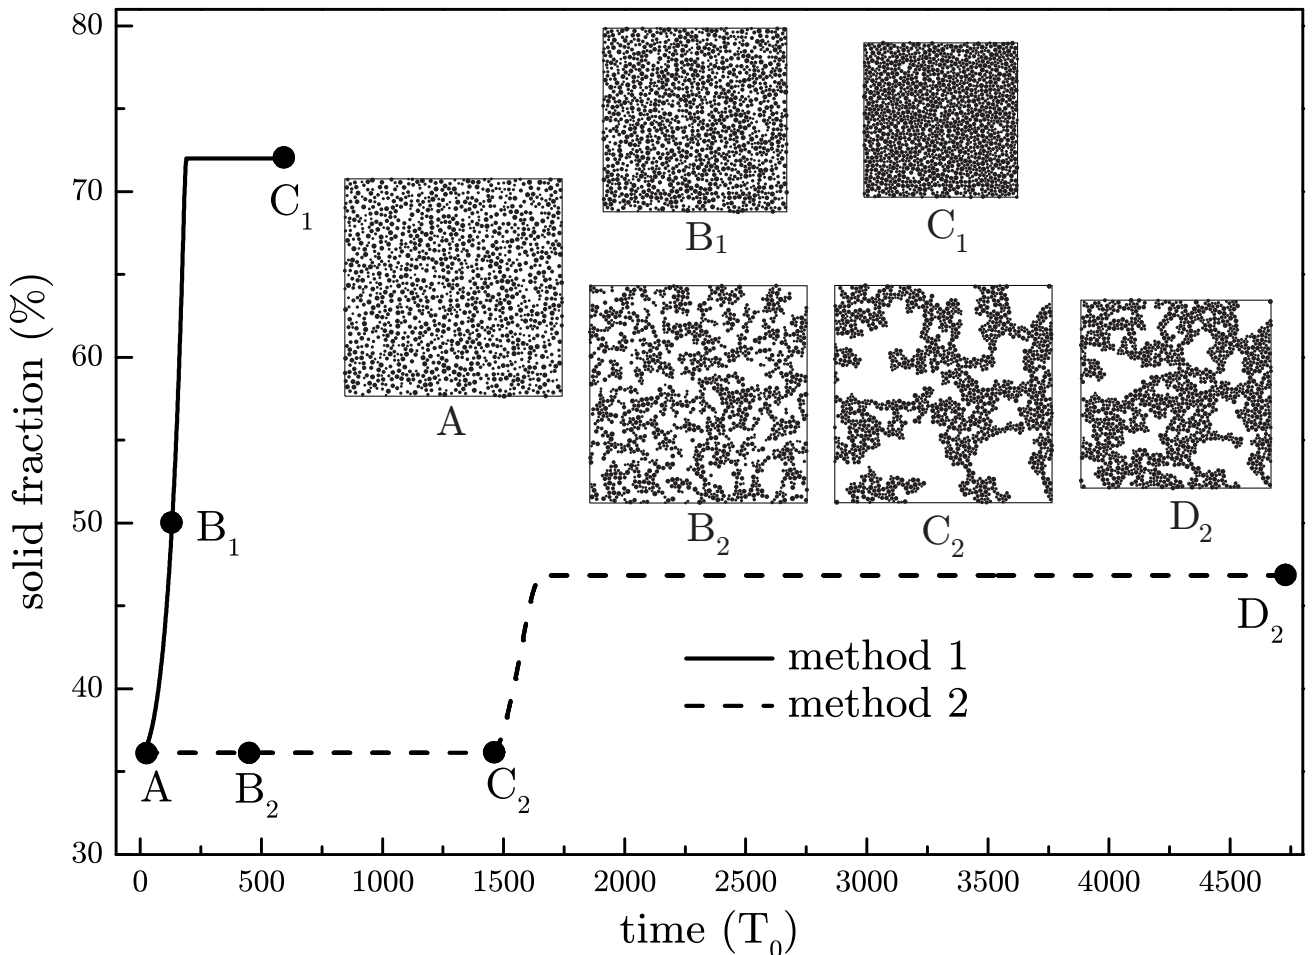 80
70
60
50
40
30
solid fraction (%)
C₁
B₁
A
B₂
C₂
D₂
A
B₁
C₁
B₂
C₂
D₂
method 1
method 2
0 500 1000 1500 2000 2500 3000 3500 4000 4500
time (T₀)